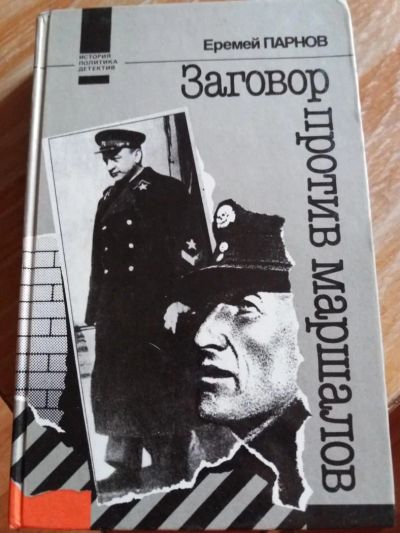 ИСТОРИЯ
ПОЛИТИКА
ДЕТЕКТИВ
Еремей ПАРНОВ
Заговор
против маршалов